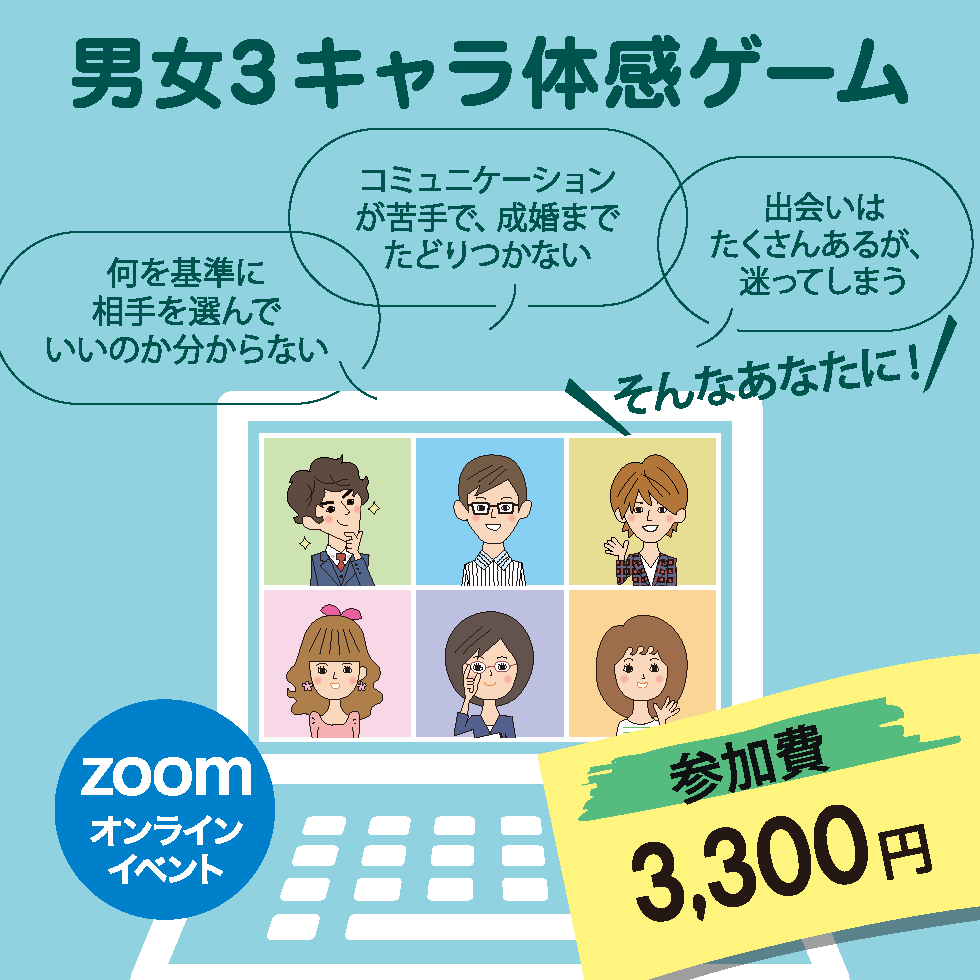 男女3キャラ体感ゲーム
コミュニケーション
が苦手で、成婚まで
たどりつかない
出会いは
たくさんあるが、
迷ってしまう
何を基準に
相手を選んで
いいのか分からない
そんなあなたに！
zoom
オンライン
イベント
参加費
3,300円